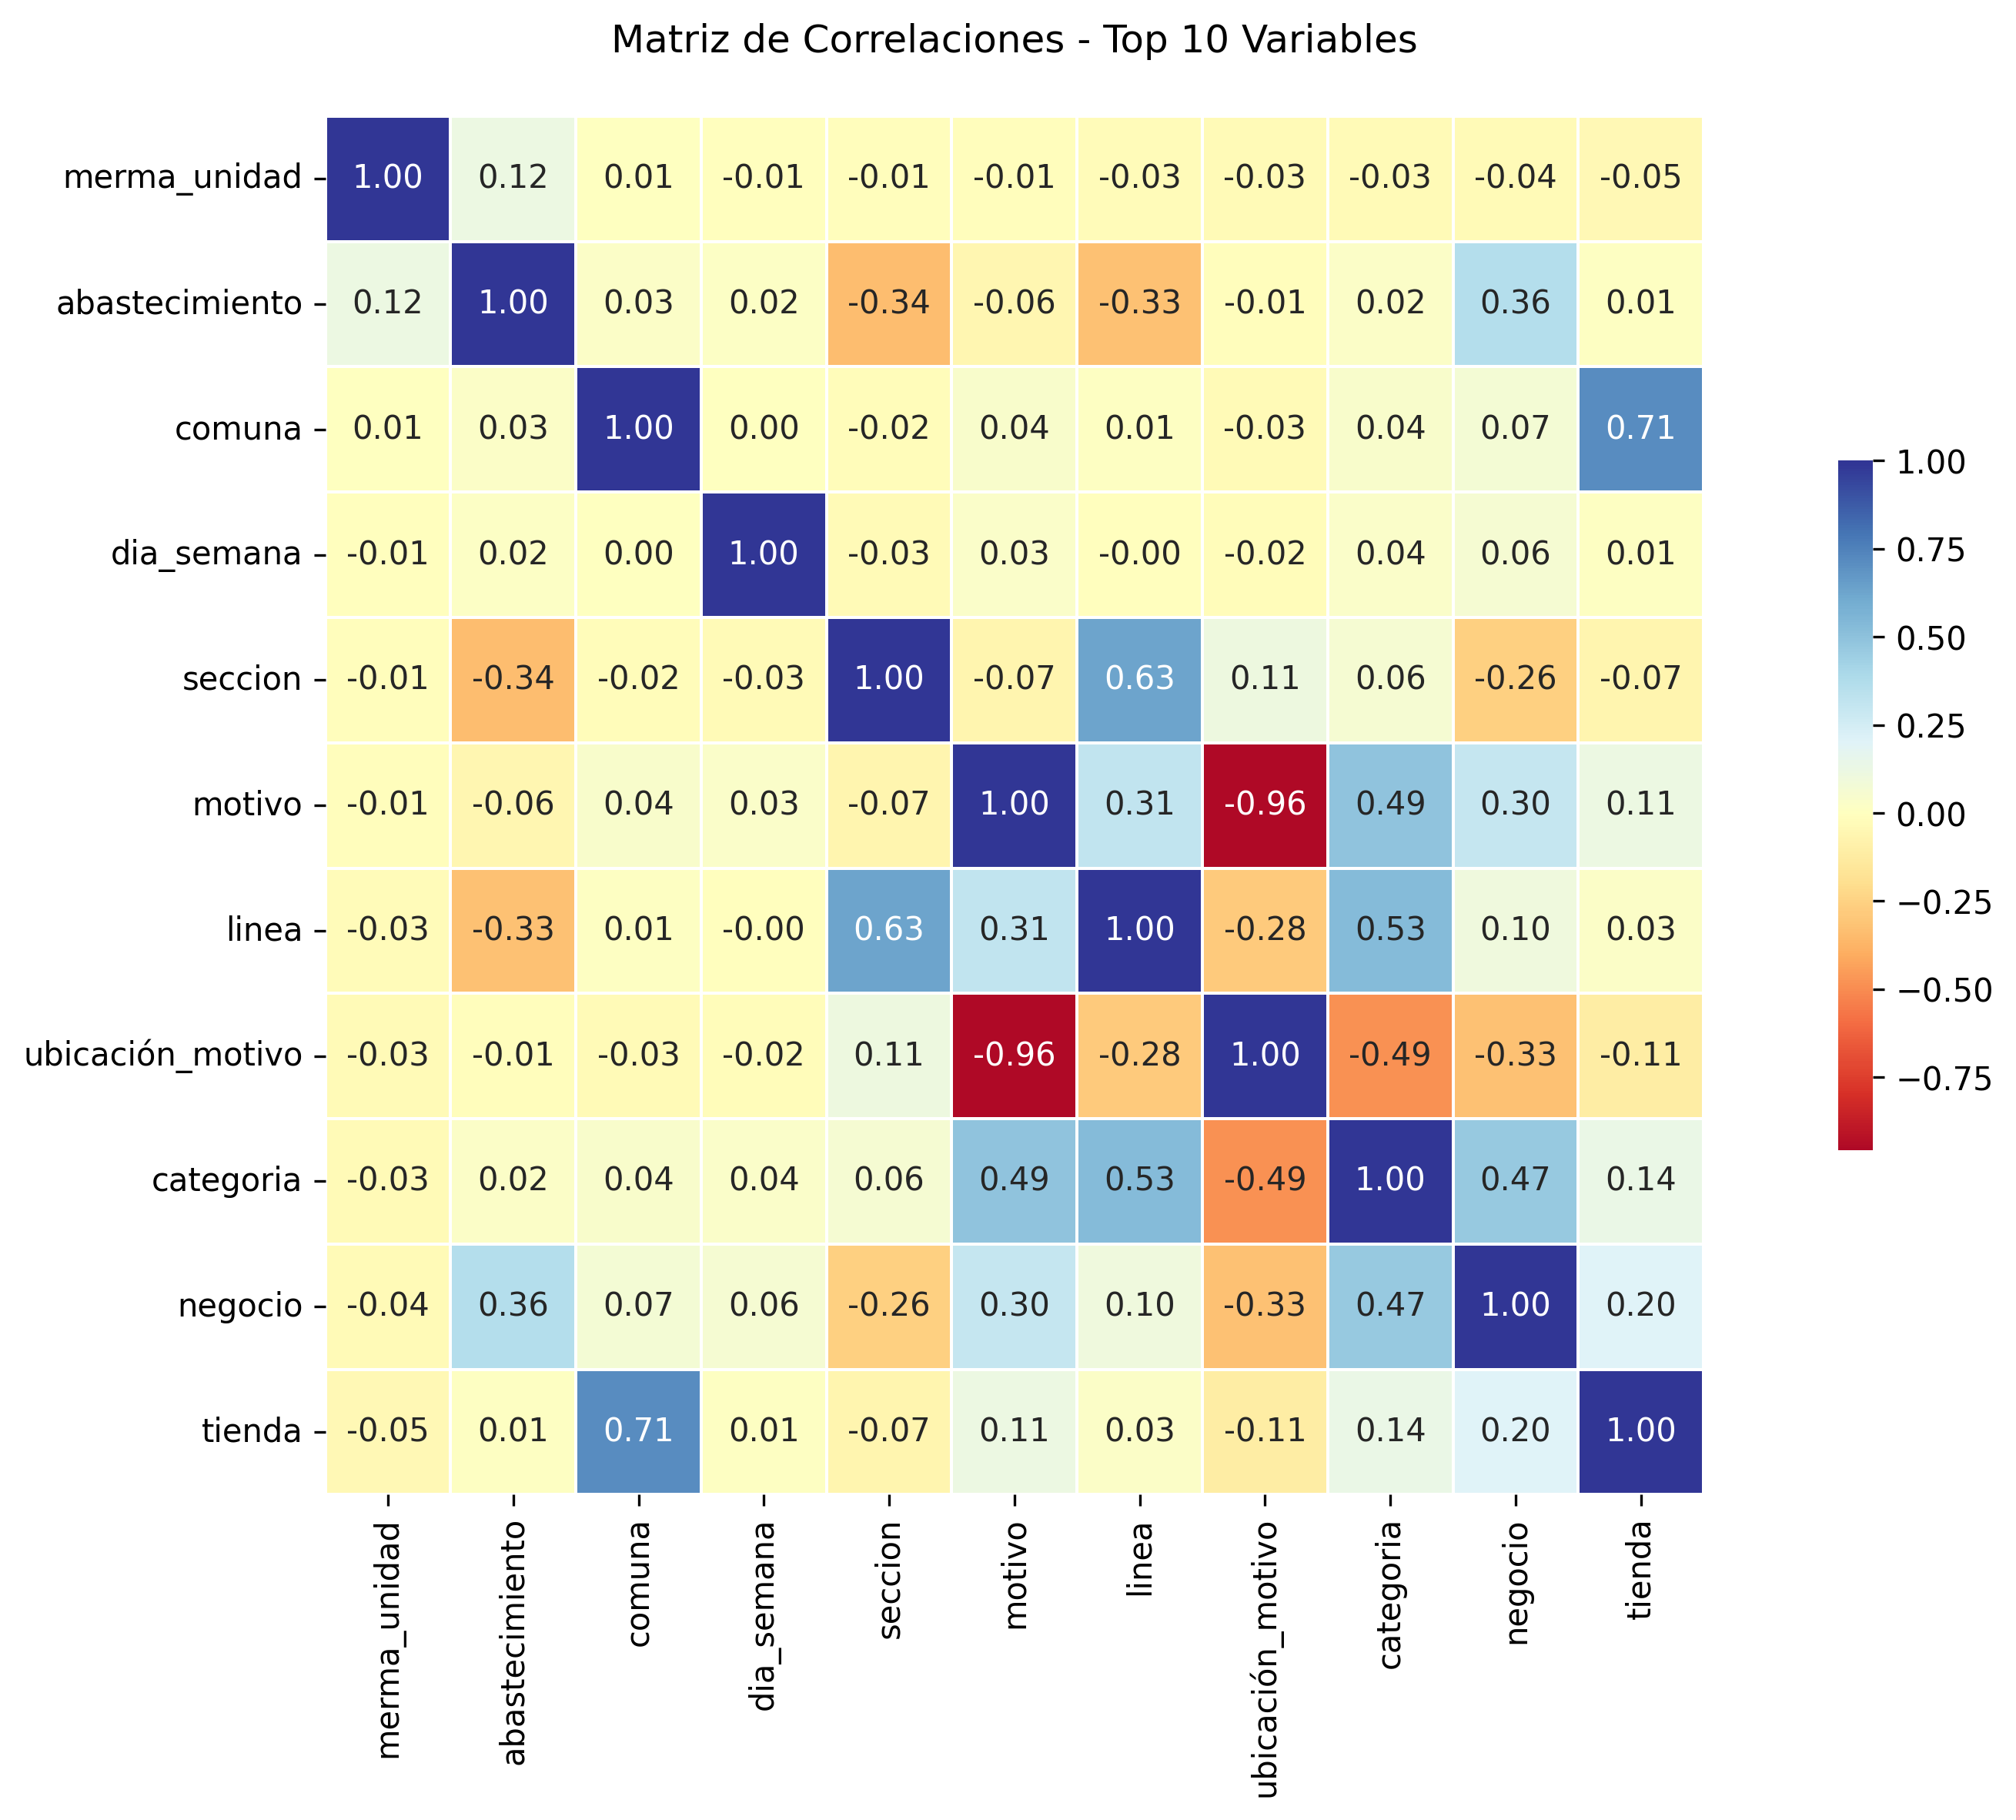 Matriz de Correlaciones - Top 10 Variables
merma_unidad 1.00 0.12 0.01 -0.01 -0.01 -0.01 -0.03 -0.03 -0.03 -0.04 -0.05
abastecimiento 0.12 1.00 0.03 0.02 -0.34 -0.06 -0.33 -0.01 0.02 0.36 0.01
comuna 0.01 0.03 1.00 0.00 -0.02 0.04 0.01 -0.03 0.04 0.07 0.71
dia_semana -0.01 0.02 0.00 1.00 -0.03 0.03 -0.00 -0.02 0.04 0.06 0.01
seccion -0.01 -0.34 -0.02 -0.03 1.00 -0.07 0.63 0.11 0.06 -0.26 -0.07
motivo -0.01 -0.06 0.04 0.03 -0.07 1.00 0.31 -0.96 0.49 0.30 0.11
linea -0.03 -0.33 0.01 -0.00 0.63 0.31 1.00 -0.28 0.53 0.10 0.03
ubicación_motivo -0.03 -0.01 -0.03 -0.02 0.11 -0.96 -0.28 1.00 -0.49 -0.33 -0.11
categoria -0.03 0.02 0.04 0.04 0.06 0.49 0.53 -0.49 1.00 0.47 0.14
negocio -0.04 0.36 0.07 0.06 -0.26 0.30 0.10 -0.33 0.47 1.00 0.20
tienda -0.05 0.01 0.71 0.01 -0.07 0.11 0.03 -0.11 0.14 0.20 1.00
merma_unidad
abastecimiento
comuna
dia_semana
seccion
motivo
linea
ubicación_motivo
categoria
negocio
tienda
1.00
0.75
0.50
0.25
0.00
−0.25
−0.50
−0.75